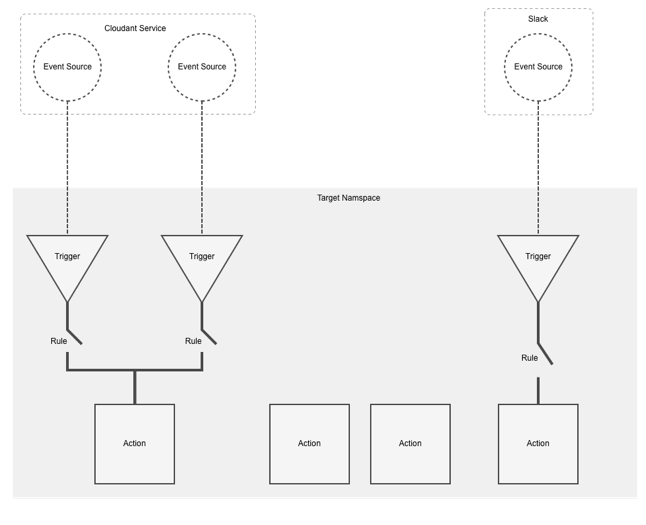 Cloudant Service
Slack
Event Source
Event Source
Event Source
Target Namspace
Trigger
Trigger
Trigger
Rule
Rule
Rule
Action
Action
Action
Action